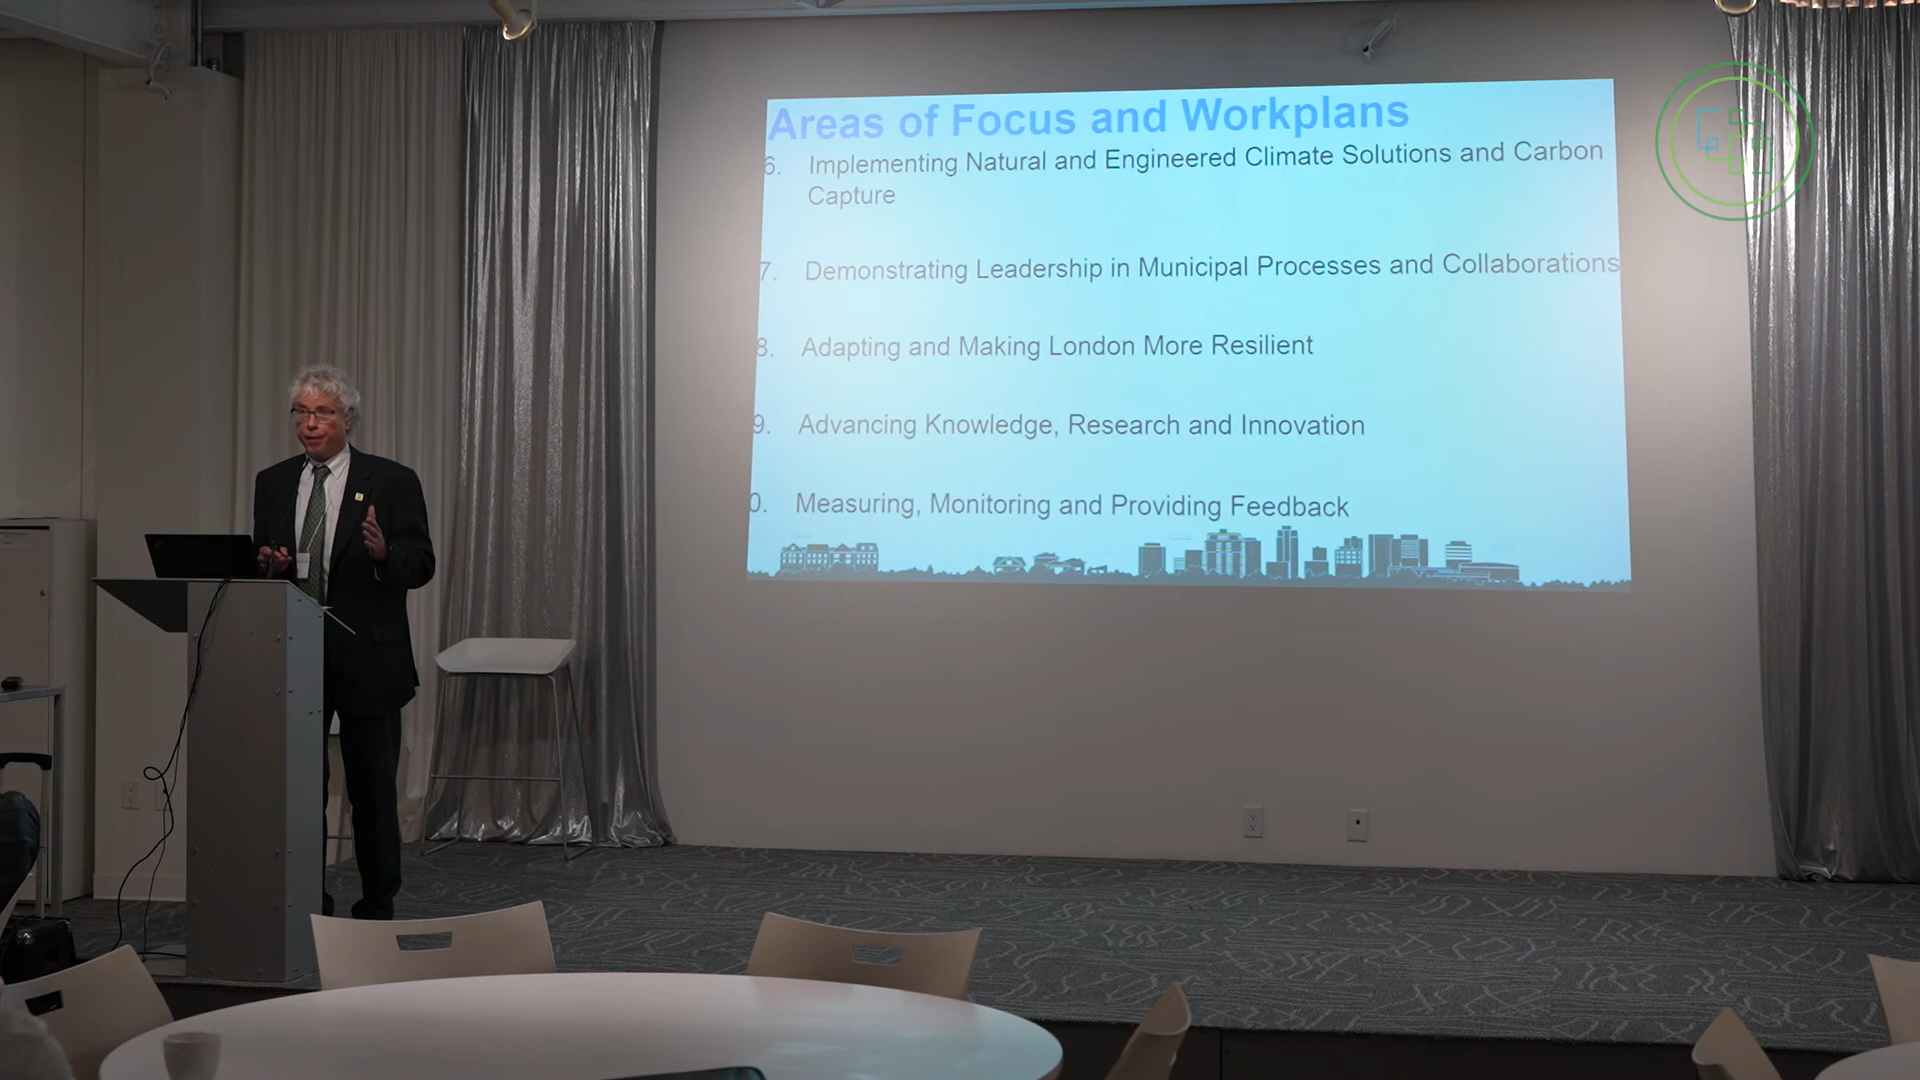 Areas of Focus and Workplans
6. Implementing Natural and Engineered Climate Solutions and Carbon
Capture
7. Demonstrating Leadership in Municipal Processes and Collaborations
8. Adapting and Making London More Resilient
9. Advancing Knowledge, Research and Innovation
0. Measuring, Monitoring and Providing Feedback